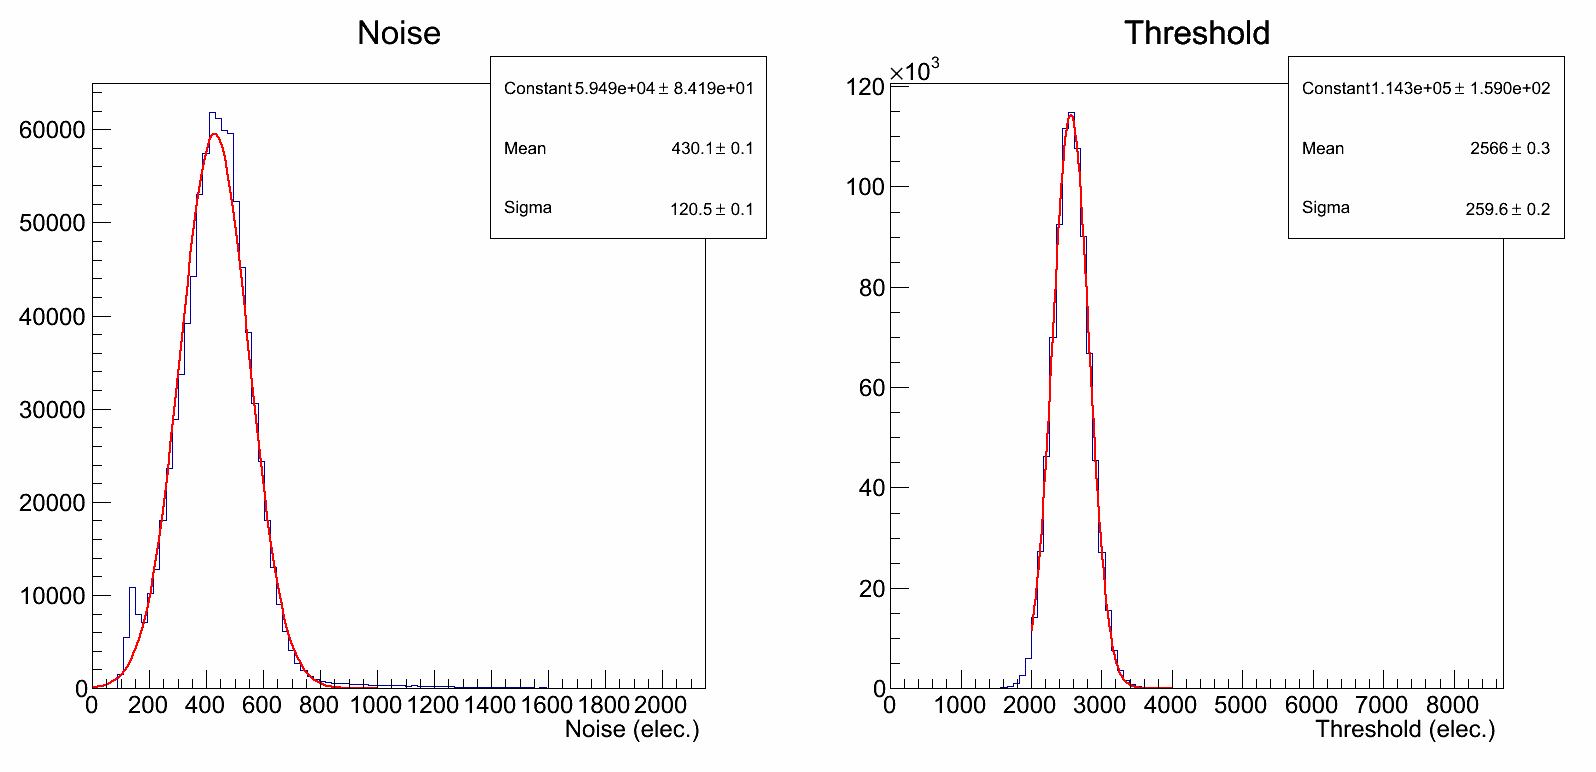 Noise
Constant 5.949e+04 ± 8.419e+01
Mean 430.1 ± 0.1
Sigma 120.5 ± 0.1
60000
50000
40000
30000
20000
10000
0
0 200 400 600 800 1000 1200 1400 1600 1800 2000
Noise (elec.)
Threshold
×10³
Constant 1.143e+05 ± 1.590e+02
Mean 2566 ± 0.3
Sigma 259.6 ± 0.2
120
100
80
60
40
20
0
0 1000 2000 3000 4000 5000 6000 7000 8000
Threshold (elec.)